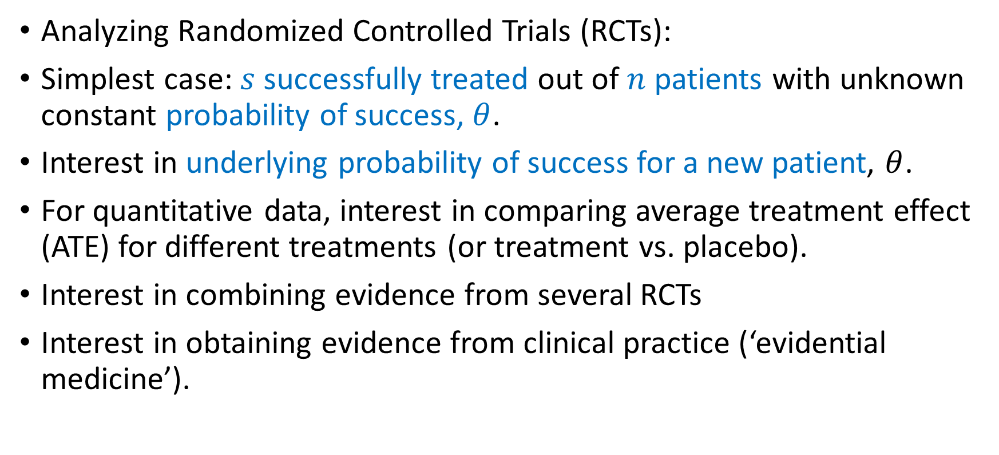 • Analyzing Randomized Controlled Trials (RCTs):
• Simplest case: 𝑠 successfully treated out of 𝑛 patients with unknown
constant probability of success, 𝜃.
• Interest in underlying probability of success for a new patient, 𝜃.
• For quantitative data, interest in comparing average treatment effect
(ATE) for different treatments (or treatment vs. placebo).
• Interest in combining evidence from several RCTs
• Interest in obtaining evidence from clinical practice (‘evidential
medicine’).